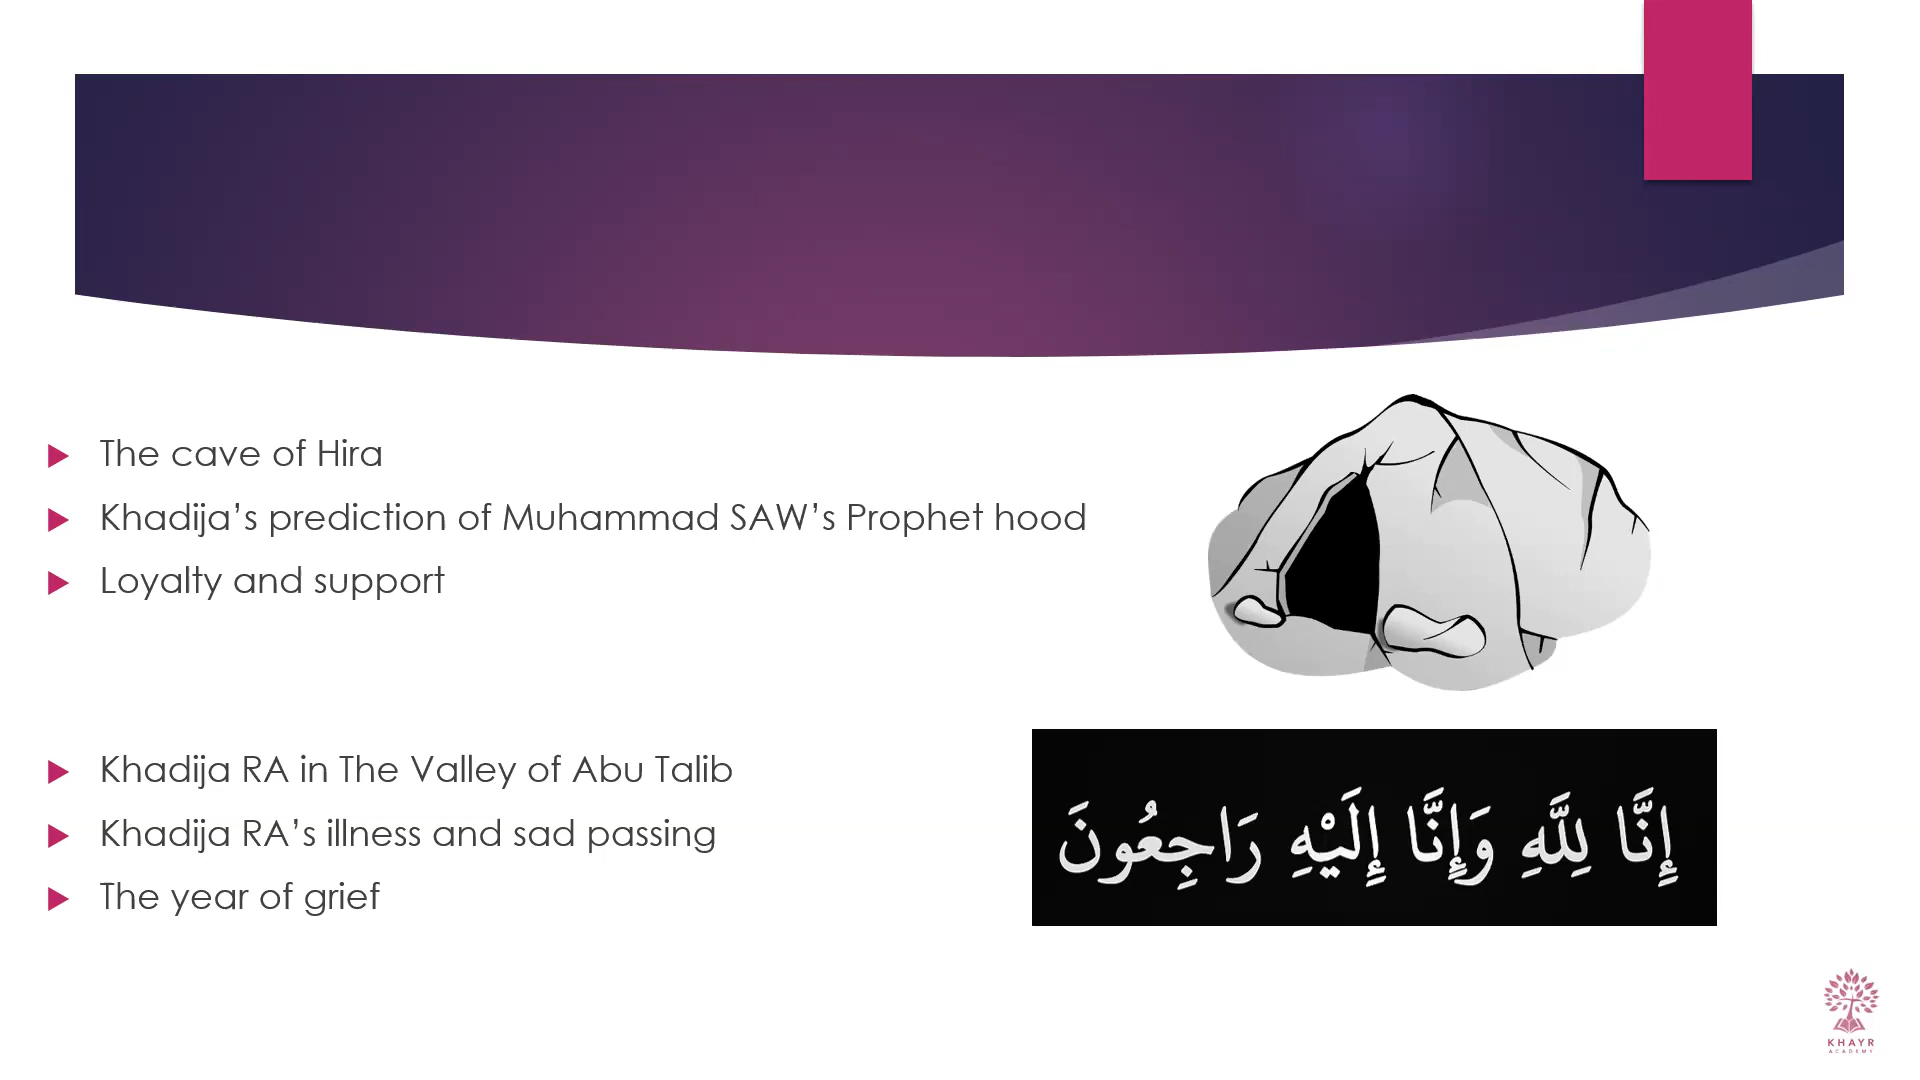 The cave of Hira
Khadija’s prediction of Muhammad SAW’s Prophet hood
Loyalty and support
Khadija RA in The Valley of Abu Talib
Khadija RA’s illness and sad passing
The year of grief
إِنَّا لِلَّهِ وَإِنَّا إِلَيْهِ رَاجِعُونَ
KHAYR
ACADEMY